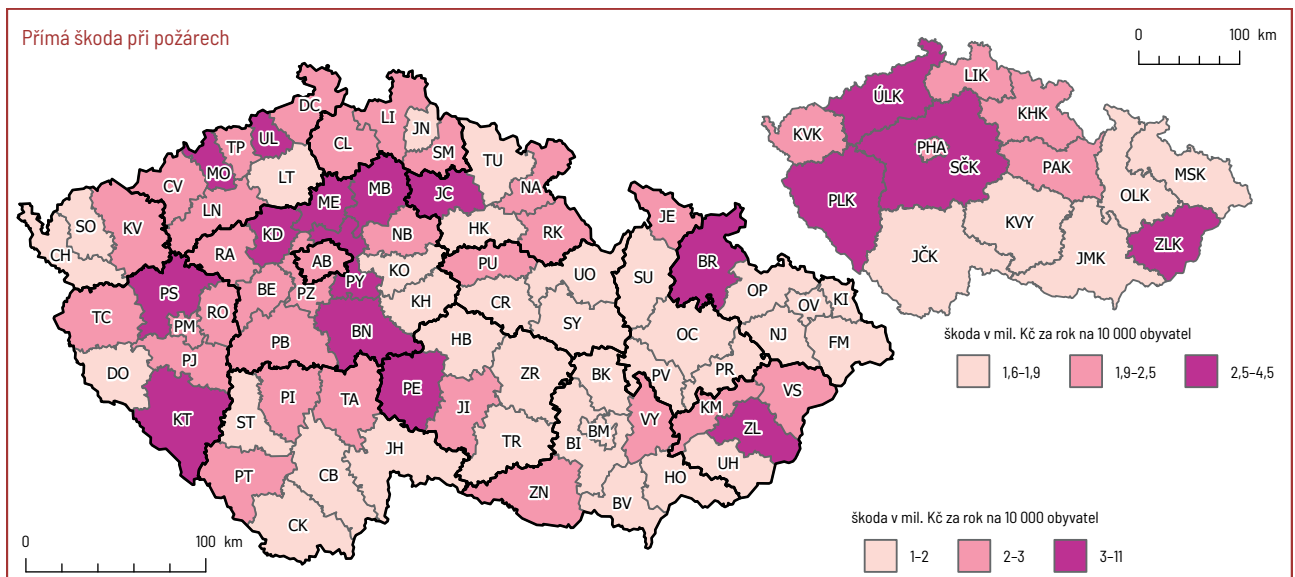 Přímá škoda při požárech
0 100 km
DC
LI
JN
UL
TP
CL
SM
TU
MO
CV
LT
MB
JC
NA
LN
ME
SO
KV
KD
NB
HK
RK
JE
CH
RA
AB
KO
PU
UO
SU
BR
PS
BE
PZ
PY
KH
CR
OP
OV
KI
TC
RO
PM
BN
SY
OC
NJ
FM
PJ
PB
HB
DO
PE
ZR
BK
PV
PR
VS
KT
ST
PI
TA
JI
VY
KM
ZL
TR
BI
BM
JH
UH
PT
CB
HO
ZN
BV
CK
LIK
ÚLK
KHK
KVK
PHA
SČK
PAK
MSK
PLK
OLK
KVY
ZLK
JČK
JMK
škoda v mil. Kč za rok na 10 000 obyvatel
1,6–1,9 1,9–2,5 2,5–4,5
škoda v mil. Kč za rok na 10 000 obyvatel
1–2 2–3 3–11
0 100 km